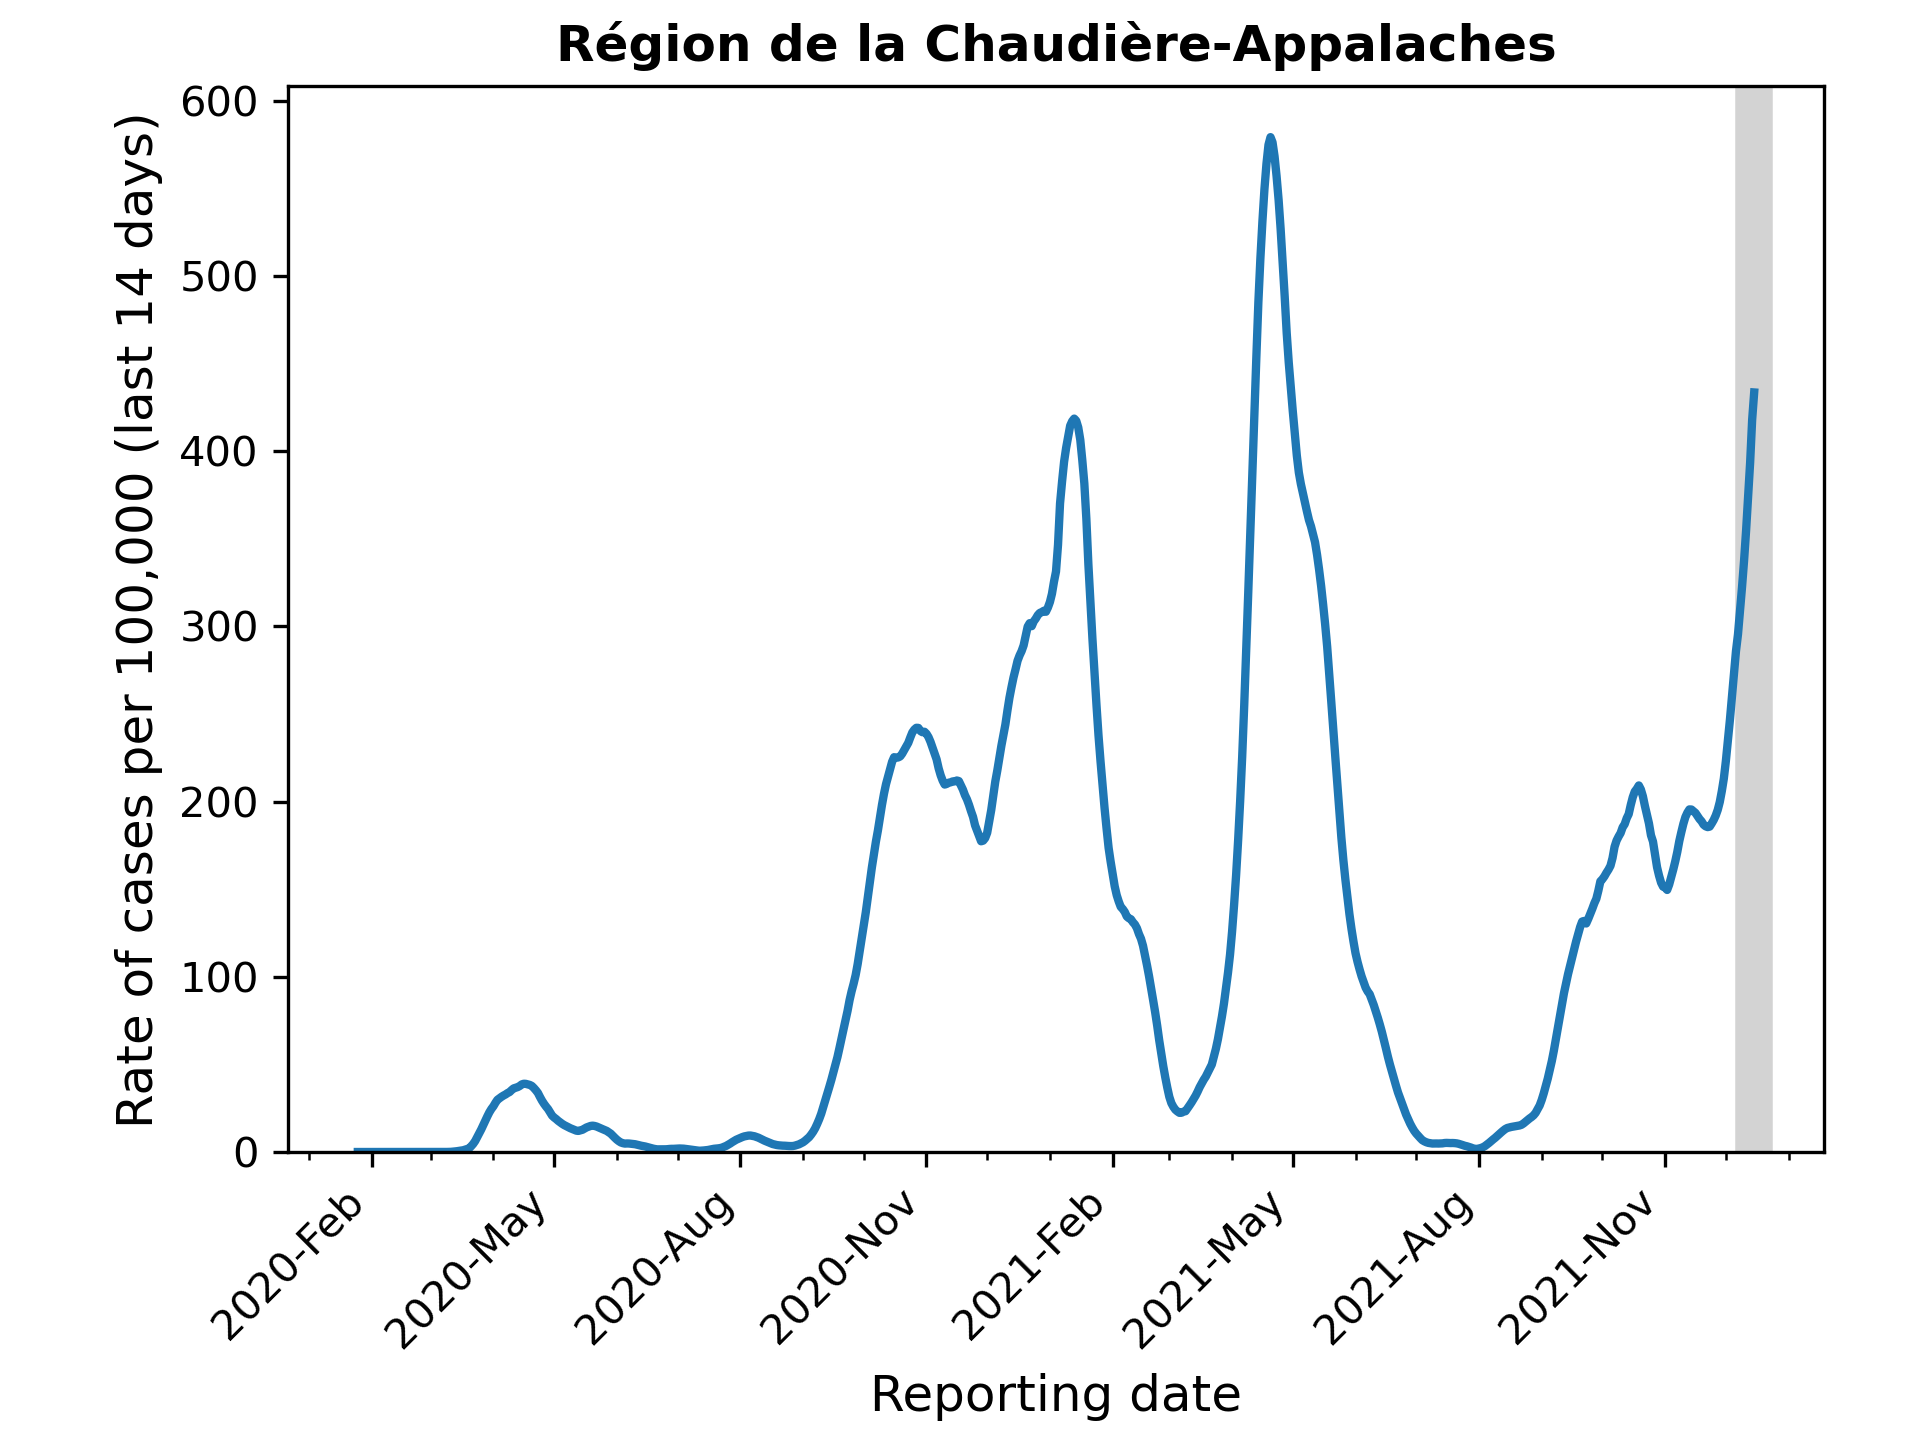 Région de la Chaudière-Appalaches
Rate of cases per 100,000 (last 14 days)
600
500
400
300
200
100
0
2020-Feb
2020-May
2020-Aug
2020-Nov
2021-Feb
2021-May
2021-Aug
2021-Nov
Reporting date